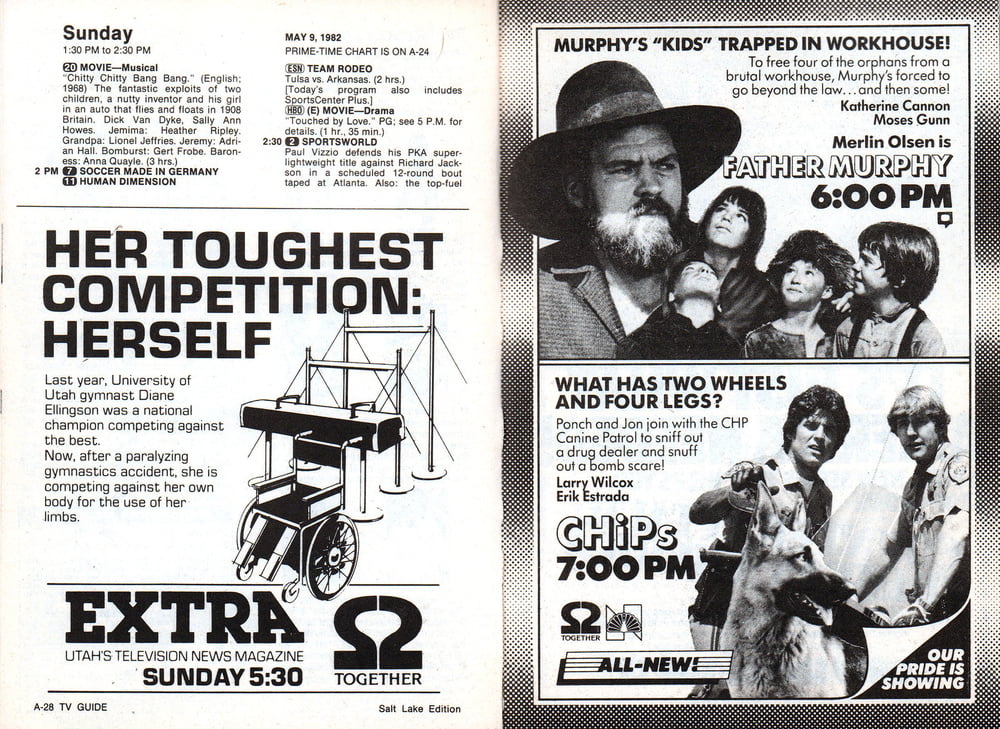 Sunday
1:30 PM to 2:30 PM
20 MOVIE—Musical
"Chitty Chitty Bang Bang." (English;
1968) The fantastic exploits of two
children, a nutty inventor and his girl
in an auto that flies and floats in 1908
Britain. Dick Van Dyke, Sally Ann
Howes. Jemima: Heather Ripley.
Grandpa: Lionel Jeffries. Jeremy: Adri-
an Hall. Bomburst: Gert Frobe. Baron-
ess: Anna Quayle. (3 hrs.)
2 PM 7 SOCCER MADE IN GERMANY
11 HUMAN DIMENSION
MAY 9, 1982
PRIME-TIME CHART IS ON A-24
ESN TEAM RODEO
Tulsa vs. Arkansas. (2 hrs.)
[Today's program also includes
SportsCenter Plus.]
HBO (E) MOVIE—Drama
"Touched by Love." PG; see 5 P.M. for
details. (1 hr., 35 min.)
2:30 2 SPORTSWORLD
Paul Vizzio defends his PKA super-
lightweight title against Richard Jack-
son in a scheduled 12-round bout
taped at Atlanta. Also: the top-fuel
HER TOUGHEST
COMPETITION:
HERSELF
Last year, University of
Utah gymnast Diane
Ellingson was a national
champion competing against
the best.
Now, after a paralyzing
gymnastics accident, she is
competing against her own
body for the use of her
limbs.
EXTRA
UTAH'S TELEVISION NEWS MAGAZINE
SUNDAY 5:30
2
TOGETHER
A-28 TV GUIDE
Salt Lake Edition
MURPHY'S "KIDS" TRAPPED IN WORKHOUSE!
To free four of the orphans from a
brutal workhouse, Murphy's forced to
go beyond the law...and then some!
Katherine Cannon
Moses Gunn
Merlin Olsen is
FATHER MURPHY
6:00 PM
WHAT HAS TWO WHEELS
AND FOUR LEGS?
Ponch and Jon join with the CHP
Canine Patrol to sniff out
a drug dealer and snuff
out a bomb scare!
Larry Wilcox
Erik Estrada
CHiPs
7:00 PM
2
TOGETHER
N
ALL-NEW!
OUR
PRIDE IS
SHOWING